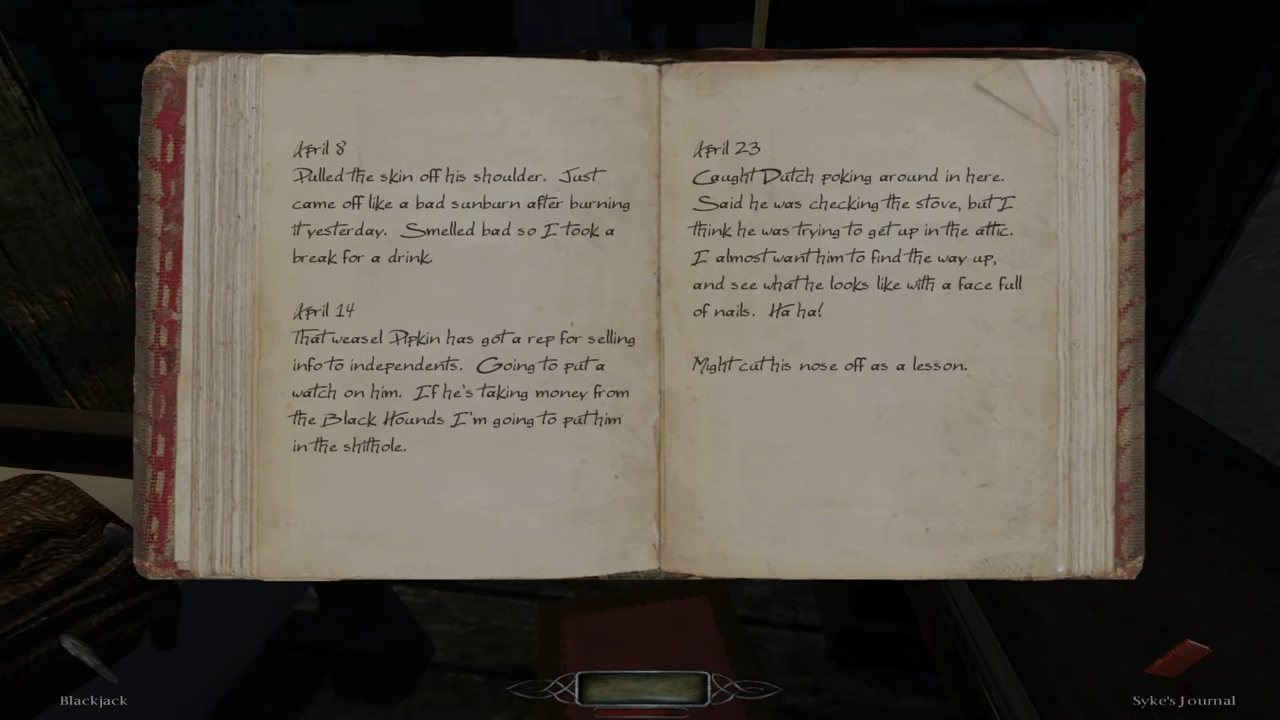 April 8
Pulled the skin off his shoulder. Just
came off like a bad sunburn after burning
it yesterday. Smelled bad so I took a
break for a drink.
April 14
That weasel Pipkin has got a rep for selling
info to independents. Going to put a
watch on him. If he's taking money from
the Black Hounds I'm going to put him
in the shithole.
April 23
Caught Dutch poking around in here.
Said he was checking the stove, but I
think he was trying to get up in the attic.
I almost want him to find the way up,
and see what he looks like with a face full
of nails. Ha ha!
Might cut his nose off as a lesson.
Blackjack
Syke's Journal